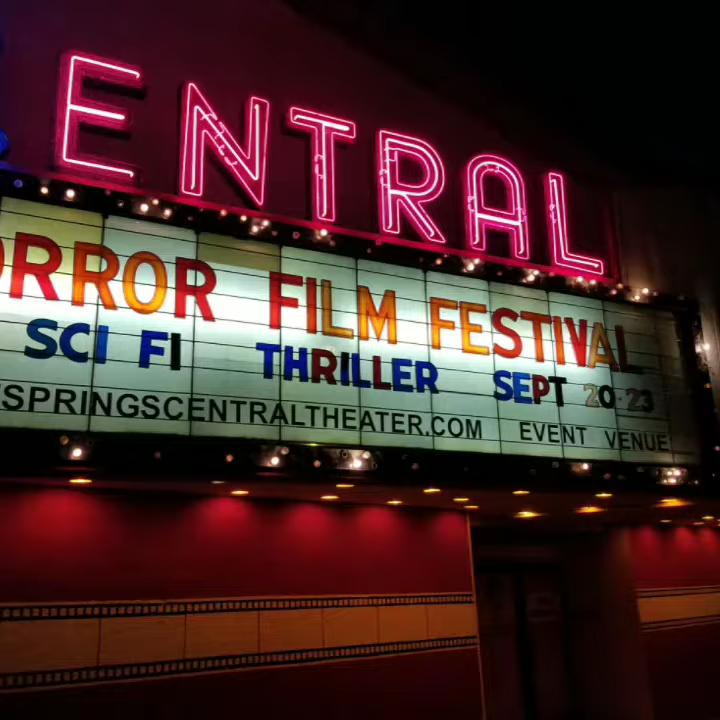 ENTRAL
ORROR FILM FESTIVAL
SCI FI THRILLER SEPT 20-23
SPRINGSCENTRALTHEATER.COM EVENT VENUE